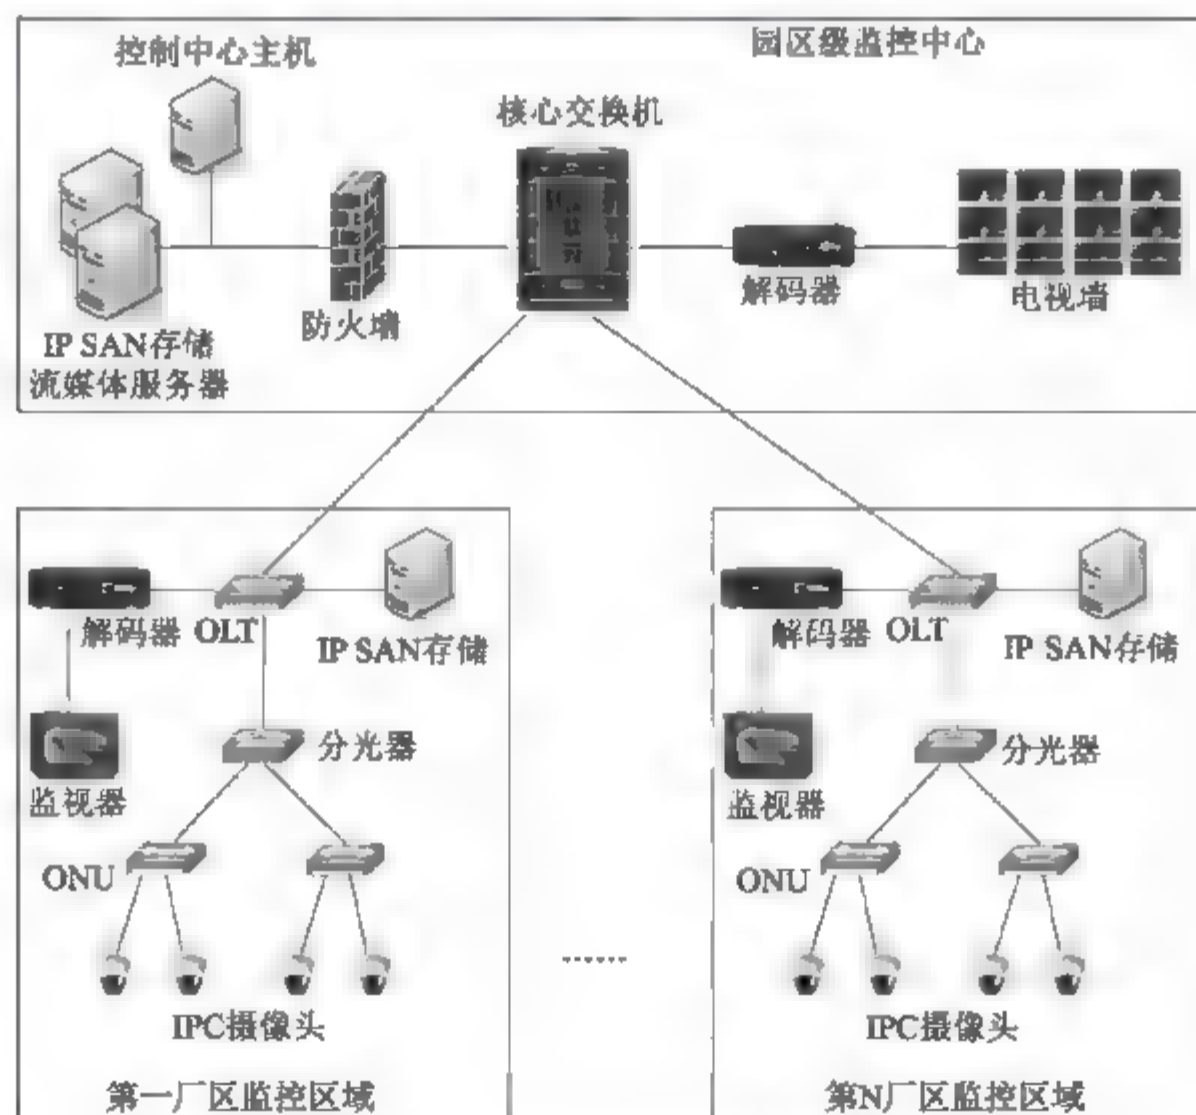 控制中心主机
园区级监控中心
核心交换机
解码器
电视墙
防火墙
IP SAN存储
流媒体服务器
解码器 OLT
IP SAN存储
解码器 OLT
IP SAN存储
分光器
分光器
监视器
监视器
ONU
ONU
......
IPC摄像头
IPC摄像头
第一厂区监控区域
第N厂区监控区域